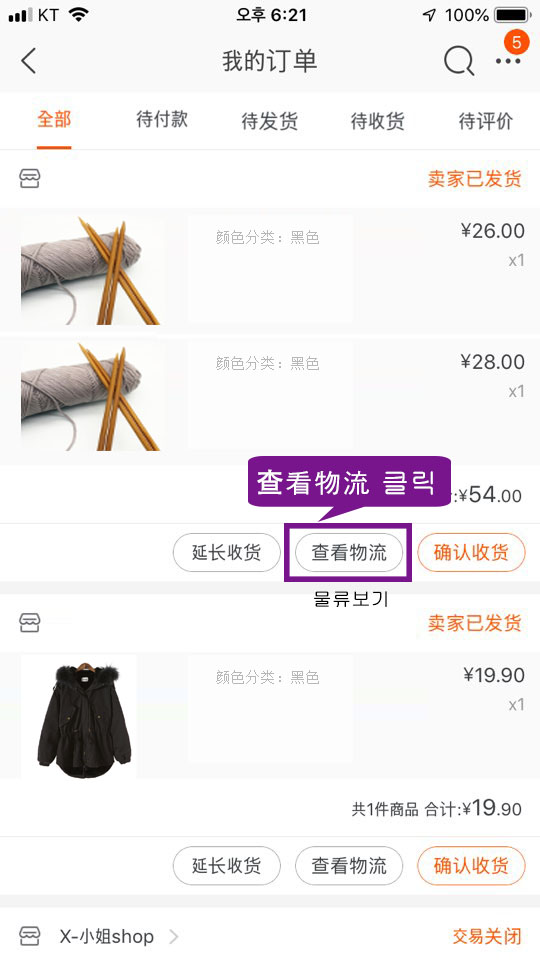 KT 오후 6:21 100%
我的订单 5
全部 待付款 待发货 待收货 待评价
卖家已发货
颜色分类：黑色 ¥26.00
x1
颜色分类：黑色 ¥28.00
x1
查看物流 클릭
:¥54.00
延长收货 查看物流 确认收货
물류보기
卖家已发货
颜色分类：黑色 ¥19.90
x1
共1件商品 合计:¥19.90
延长收货 查看物流 确认收货
X-小姐shop 交易关闭